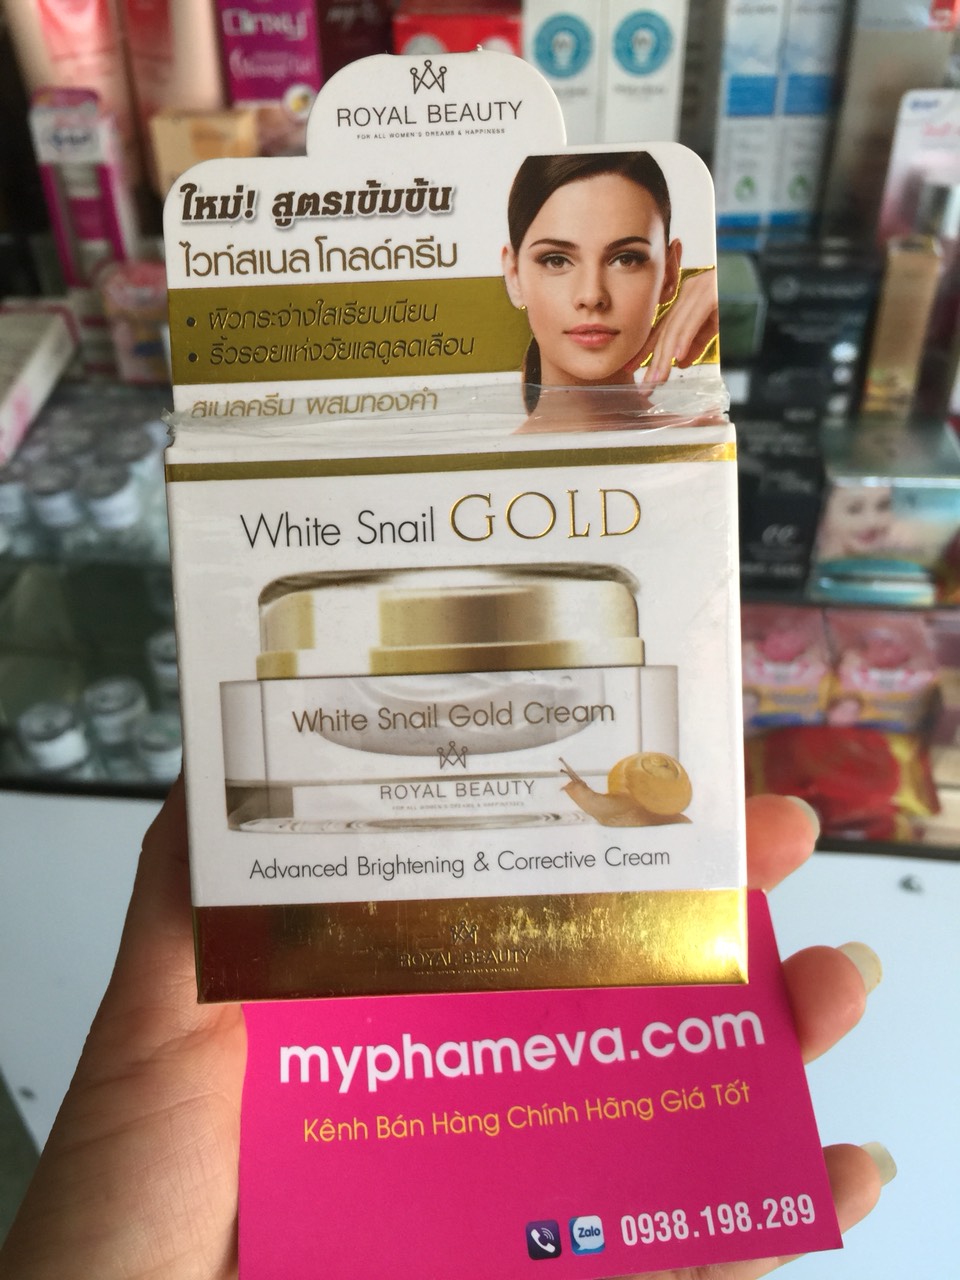 ROYAL BEAUTY
FOR ALL WOMEN'S DREAMS & HAPPINESS
ใหม่! สูตรเข้มข้น
ไวท์สเนล โกลด์ครีม
• ผิวกระจ่างใสเรียบเนียน
• ริ้วรอยแห่งวัยแลดูลดเลือน
สเนลครีม ผสมทองคำ
White Snail GOLD
White Snail Gold Cream
ROYAL BEAUTY
FOR ALL WOMEN'S DREAMS & HAPPINESS
Advanced Brightening & Corrective Cream
ROYAL BEAUTY
myphameva.com
Kênh Bán Hàng Chính Hãng Giá Tốt
Zalo 0938.198.289